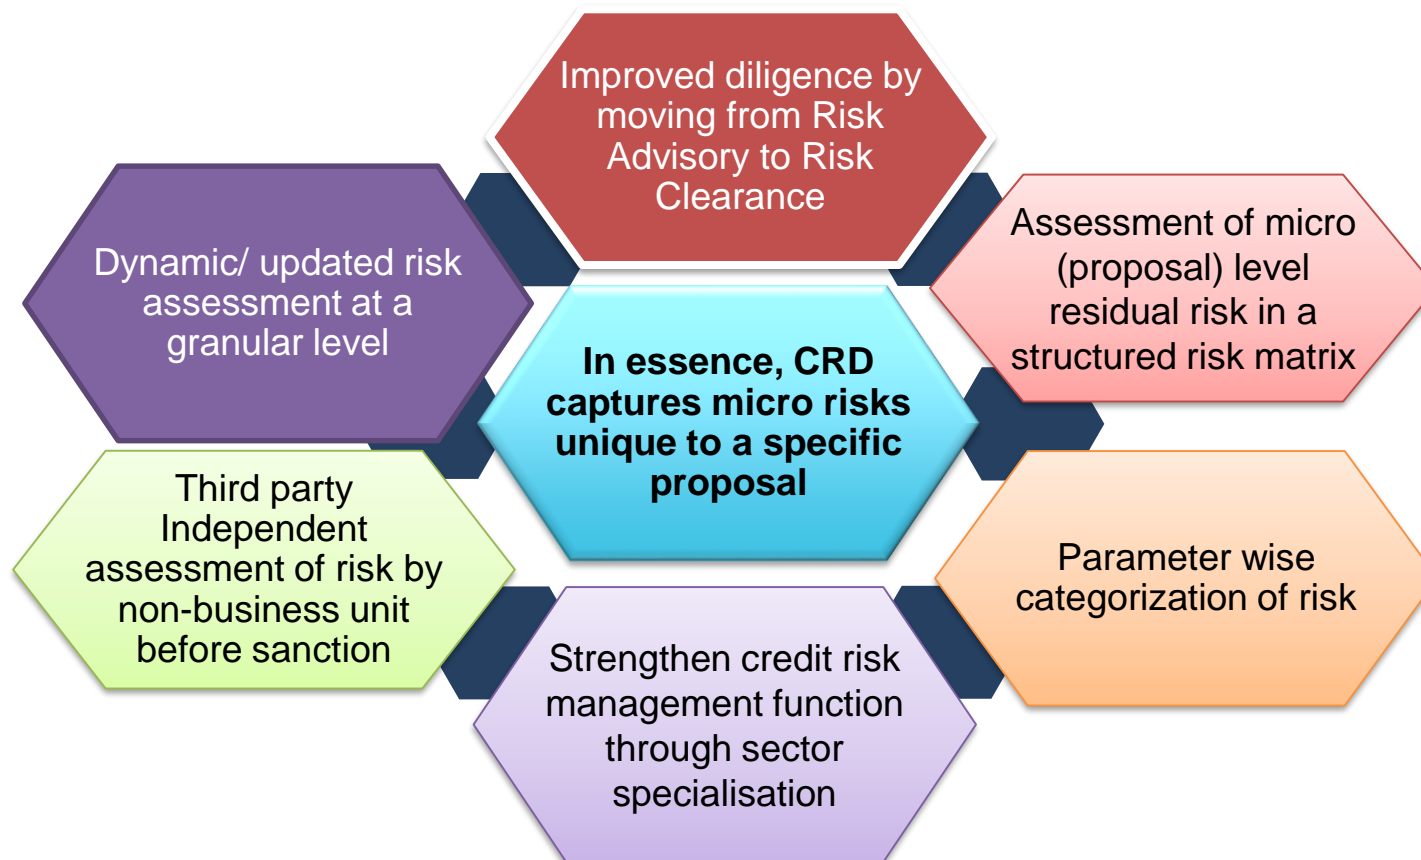 Improved diligence by
moving from Risk
Advisory to Risk
Clearance
Dynamic/ updated risk
assessment at a
granular level
Assessment of micro
(proposal) level
residual risk in a
structured risk matrix
In essence, CRD
captures micro risks
unique to a specific
proposal
Third party
Independent
assessment of risk by
non-business unit
before sanction
Parameter wise
categorization of risk
Strengthen credit risk
management function
through sector
specialisation